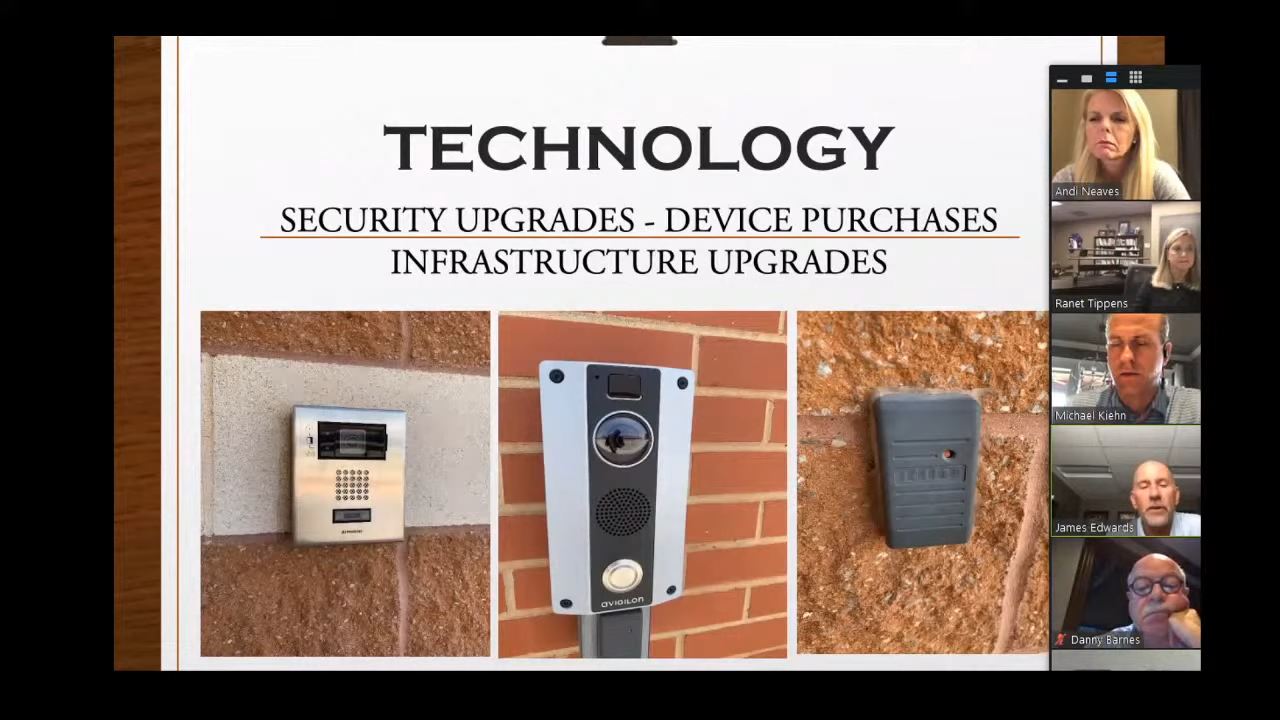 TECHNOLOGY
SECURITY UPGRADES - DEVICE PURCHASES
INFRASTRUCTURE UPGRADES
Andi Neaves
Ranet Tippens
Michael Kiehn
James Edwards
Danny Barnes
AVIGILON